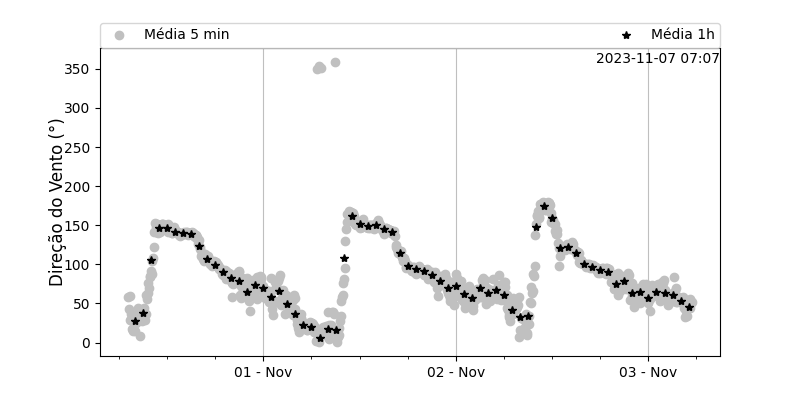 Média 5 min
Média 1h
2023-11-07 07:07
Direção do Vento (°)
350
300
250
200
150
100
50
0
01 - Nov
02 - Nov
03 - Nov